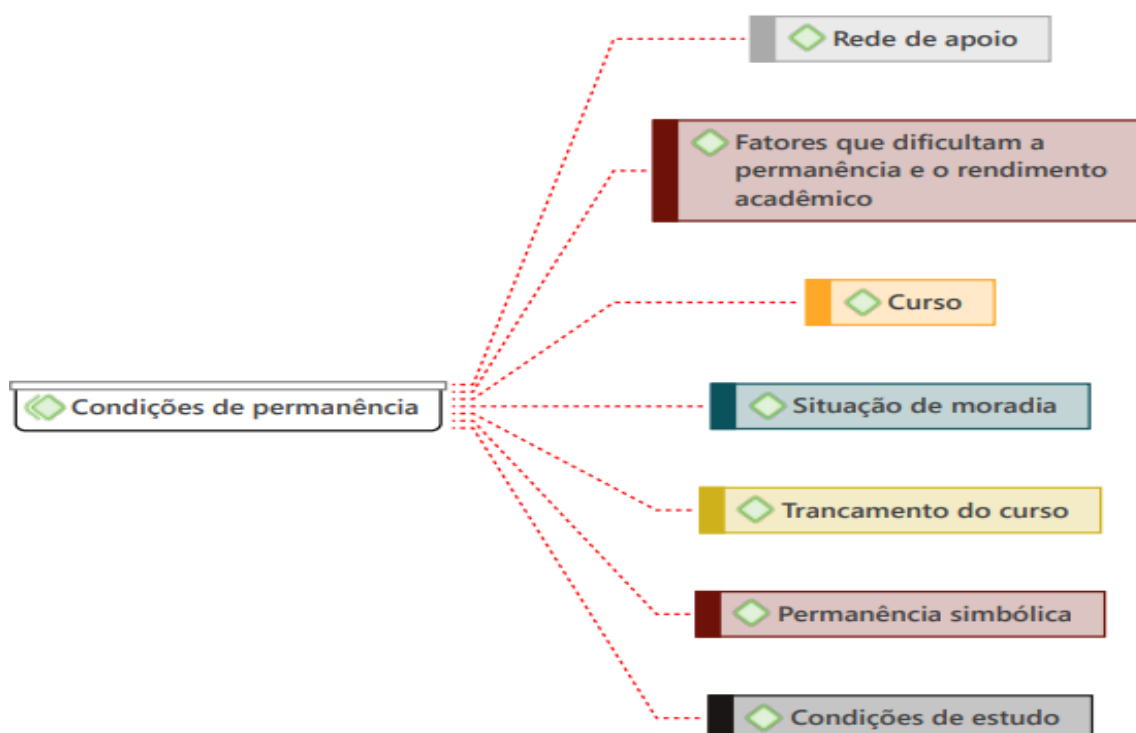 Rede de apoio
Fatores que dificultam a
permanência e o rendimento
acadêmico
Curso
Condições de permanência
Situação de moradia
Trancamento do curso
Permanência simbólica
Condições de estudo